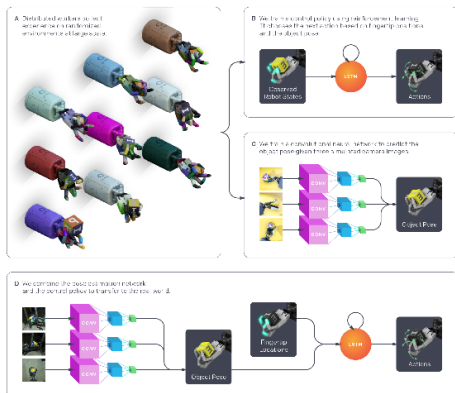 A Distributed workers collect
experience on randomized
environments at large scale.
B We train a control policy using reinforcement learning.
It chooses the next action based on fingertip positions
and the object pose.
Observed
Robot States
LSTM
Actions
C We train a convolutional neural network to predict the
object pose given three simulated camera images.
CONV
CONV
CONV
Object Pose
D We combine the pose estimation network
and the control policy to transfer to the real world.
CONV
CONV
CONV
Object Pose
Fingertip
Locations
LSTM
Actions